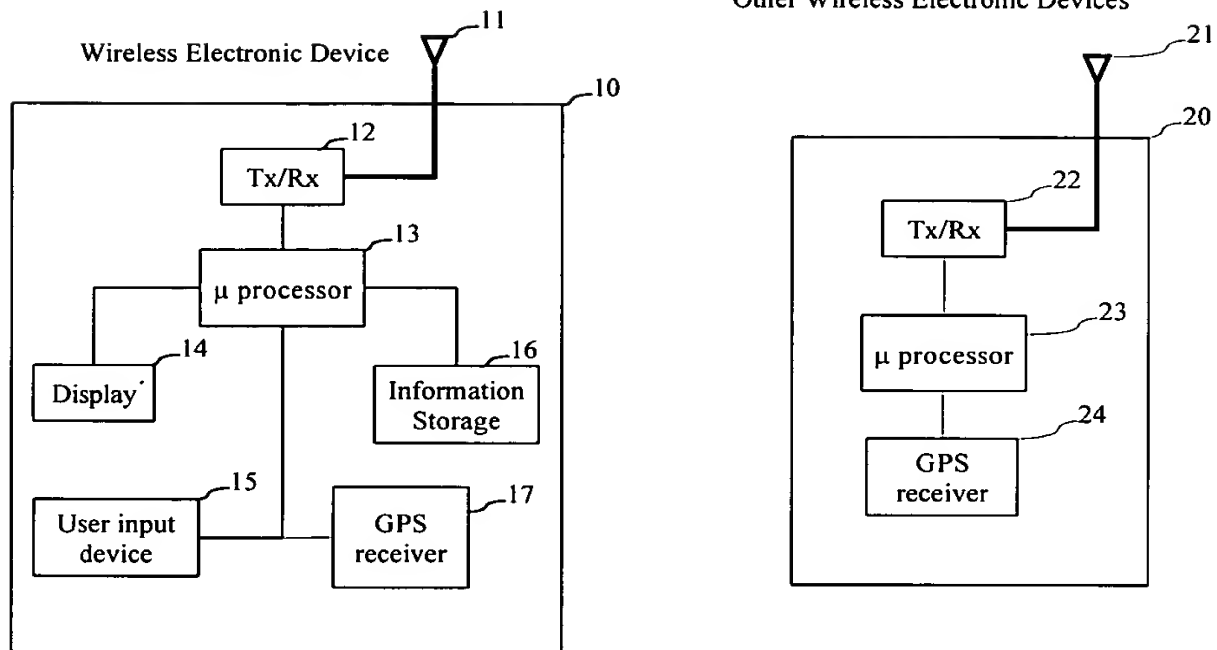 Other Wireless Electronic Devices
Wireless Electronic Device
11
10
12
Tx/Rx
13
μ processor
14
Display
16
Information
Storage
15
User input
device
17
GPS
receiver
21
20
22
Tx/Rx
23
μ processor
24
GPS
receiver